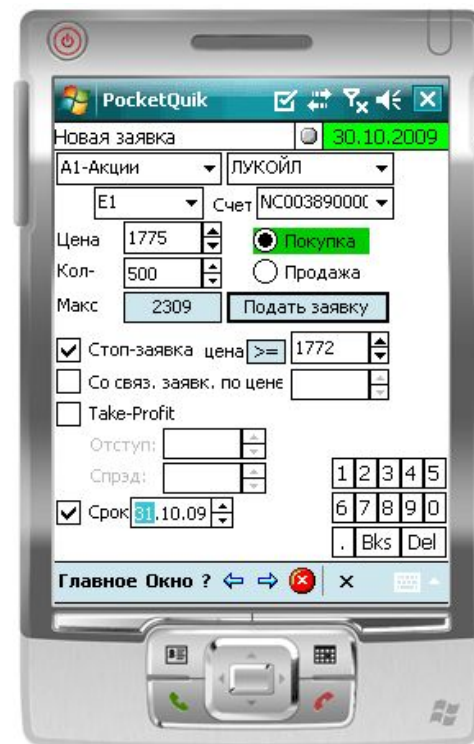 PocketQuik
Новая заявка 30.10.2009
А1-Акции ЛУКОЙЛ
Е1 Счет NC003890000
Цена 1775 Покупка
Кол- 500 Продажа
Макс 2309 Подать заявку
Стоп-заявка цена >= 1772
Со связ. заявк. по цене
Take-Profit
Отступ:
Спрэд:
1 2 3 4 5
Срок 31.10.09 6 7 8 9 0
. Bks Del
Главное Окно ?